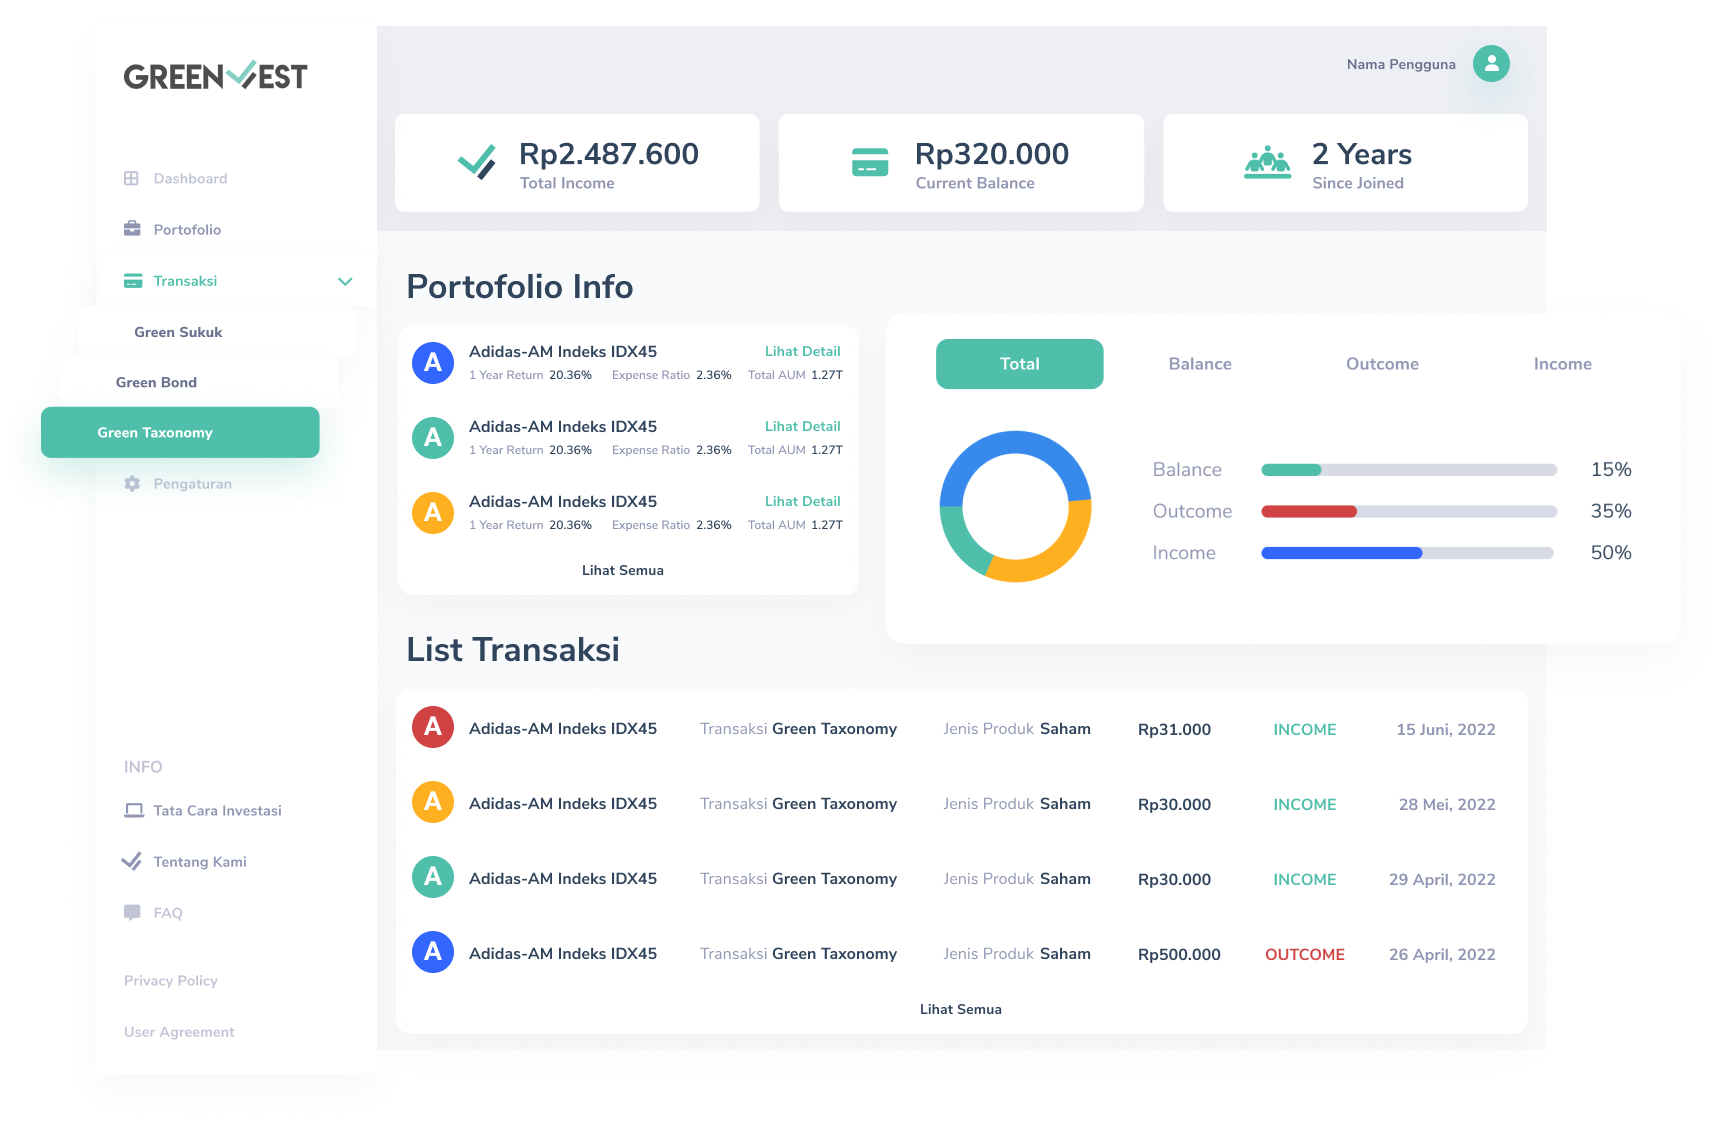 GREENVEST
Nama Pengguna
Rp2.487.600
Total Income
Rp320.000
Current Balance
2 Years
Since Joined
Dashboard
Portofolio
Transaksi
Green Sukuk
Green Bond
Green Taxonomy
Pengaturan
INFO
Tata Cara Investasi
Tentang Kami
FAQ
Privacy Policy
User Agreement
Portofolio Info
A Adidas-AM Indeks IDX45 Lihat Detail
1 Year Return 20.36% Expense Ratio 2.36% Total AUM 1.27T
A Adidas-AM Indeks IDX45 Lihat Detail
1 Year Return 20.36% Expense Ratio 2.36% Total AUM 1.27T
A Adidas-AM Indeks IDX45 Lihat Detail
1 Year Return 20.36% Expense Ratio 2.36% Total AUM 1.27T
Lihat Semua
Total Balance Outcome Income
Balance 15%
Outcome 35%
Income 50%
List Transaksi
A Adidas-AM Indeks IDX45 Transaksi Green Taxonomy Jenis Produk Saham Rp31.000 INCOME 15 Juni, 2022
A Adidas-AM Indeks IDX45 Transaksi Green Taxonomy Jenis Produk Saham Rp30.000 INCOME 28 Mei, 2022
A Adidas-AM Indeks IDX45 Transaksi Green Taxonomy Jenis Produk Saham Rp30.000 INCOME 29 April, 2022
A Adidas-AM Indeks IDX45 Transaksi Green Taxonomy Jenis Produk Saham Rp500.000 OUTCOME 26 April, 2022
Lihat Semua